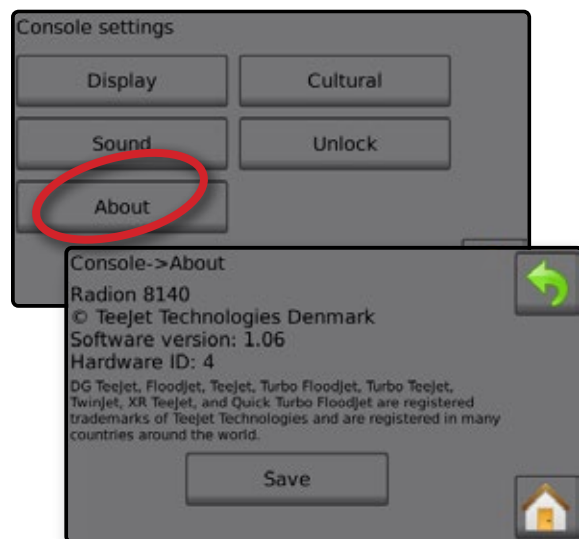 Console settings
Display
Cultural
Sound
Unlock
About
Console->About
Radion 8140
© TeeJet Technologies Denmark
Software version: 1.06
Hardware ID: 4
DG TeeJet, FloodJet, TeeJet, Turbo FloodJet, Turbo TeeJet,
TwinJet, XR TeeJet, and Quick Turbo FloodJet are registered
trademarks of TeeJet Technologies and are registered in many
countries around the world.
Save